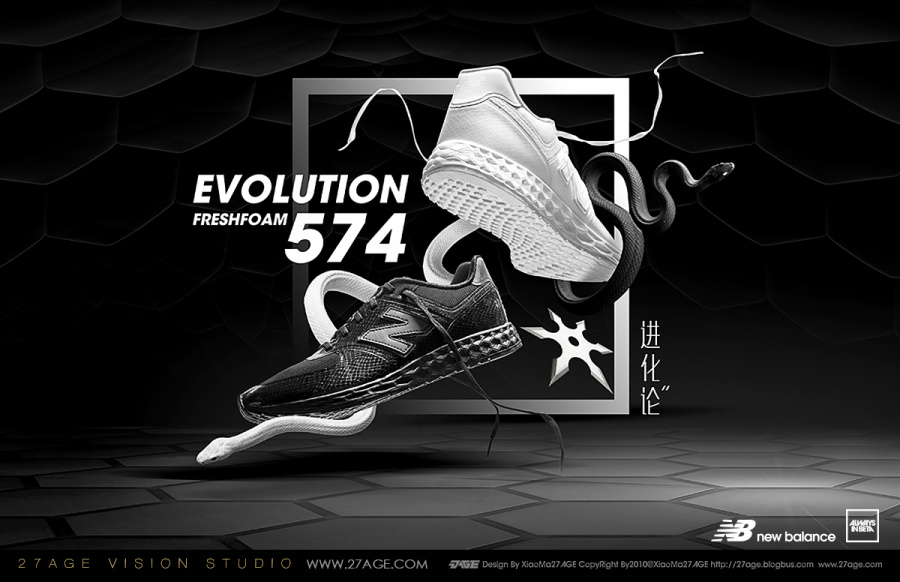 EVOLUTION
FRESHFOAM 574
N
进化论"
NB new balance
ALWAYS
IN BETA
27AGE VISION STUDIO WWW.27AGE.COM 27AGE Design By XiaoMa27AGE CopyRight By2010@XiaoMa27AGE http://27age.blogbus.com www.27age.com